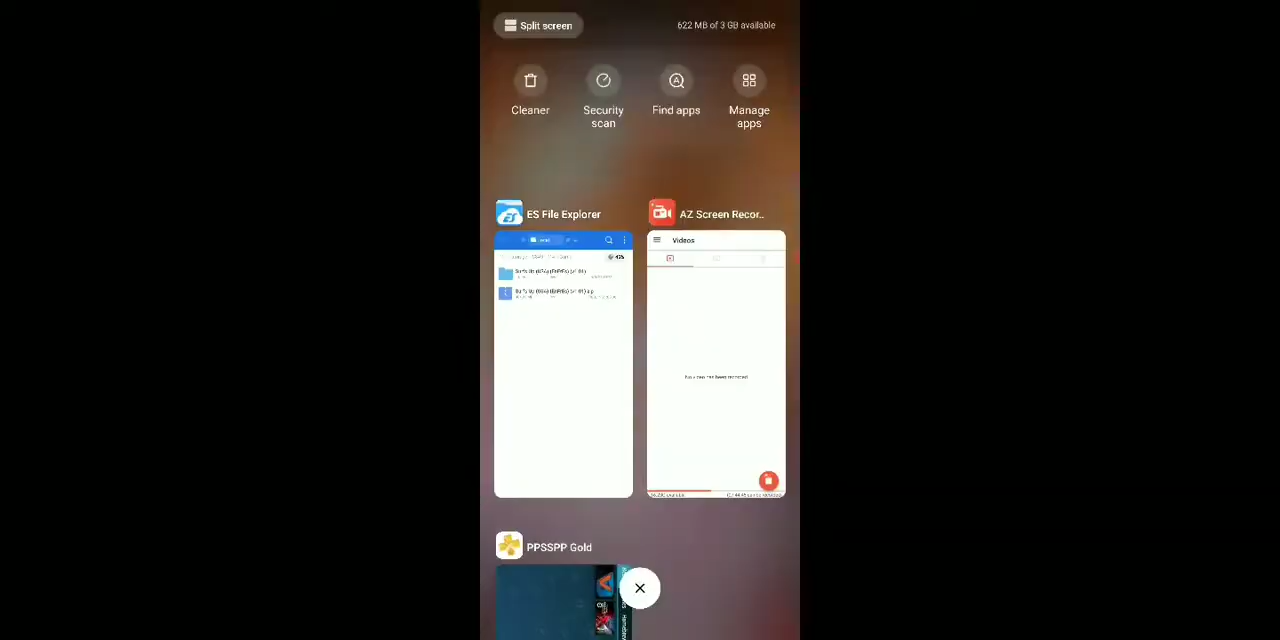 Split screen
622 MB of 3 GB available
Cleaner
Security
scan
Find apps
Manage
apps
ES File Explorer
AZ Screen Recor..
Videos
PPSSPP Gold